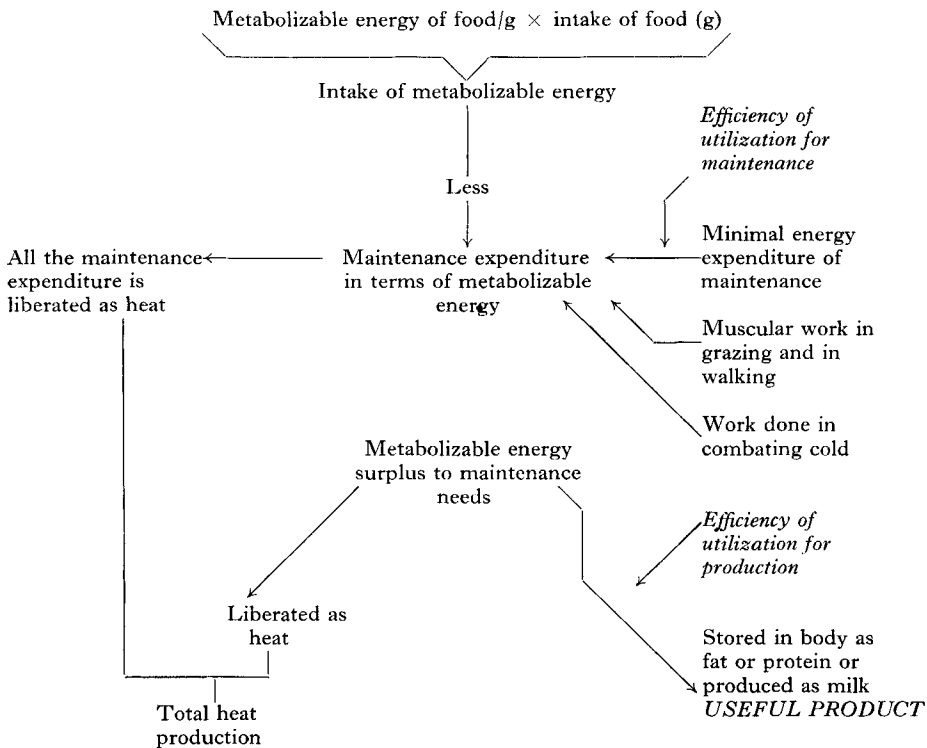 Metabolizable energy of food/g × intake of food (g)
Intake of metabolizable energy
Efficiency of
utilization for
maintenance
Less
All the maintenance
expenditure is
liberated as heat
Maintenance expenditure
in terms of metabolizable
energy
Minimal energy
expenditure of
maintenance
Muscular work in
grazing and in
walking
Work done in
combating cold
Metabolizable energy
surplus to maintenance
needs
Efficiency of
utilization for
production
Liberated as
heat
Stored in body as
fat or protein or
produced as milk
USEFUL PRODUCT
Total heat
production